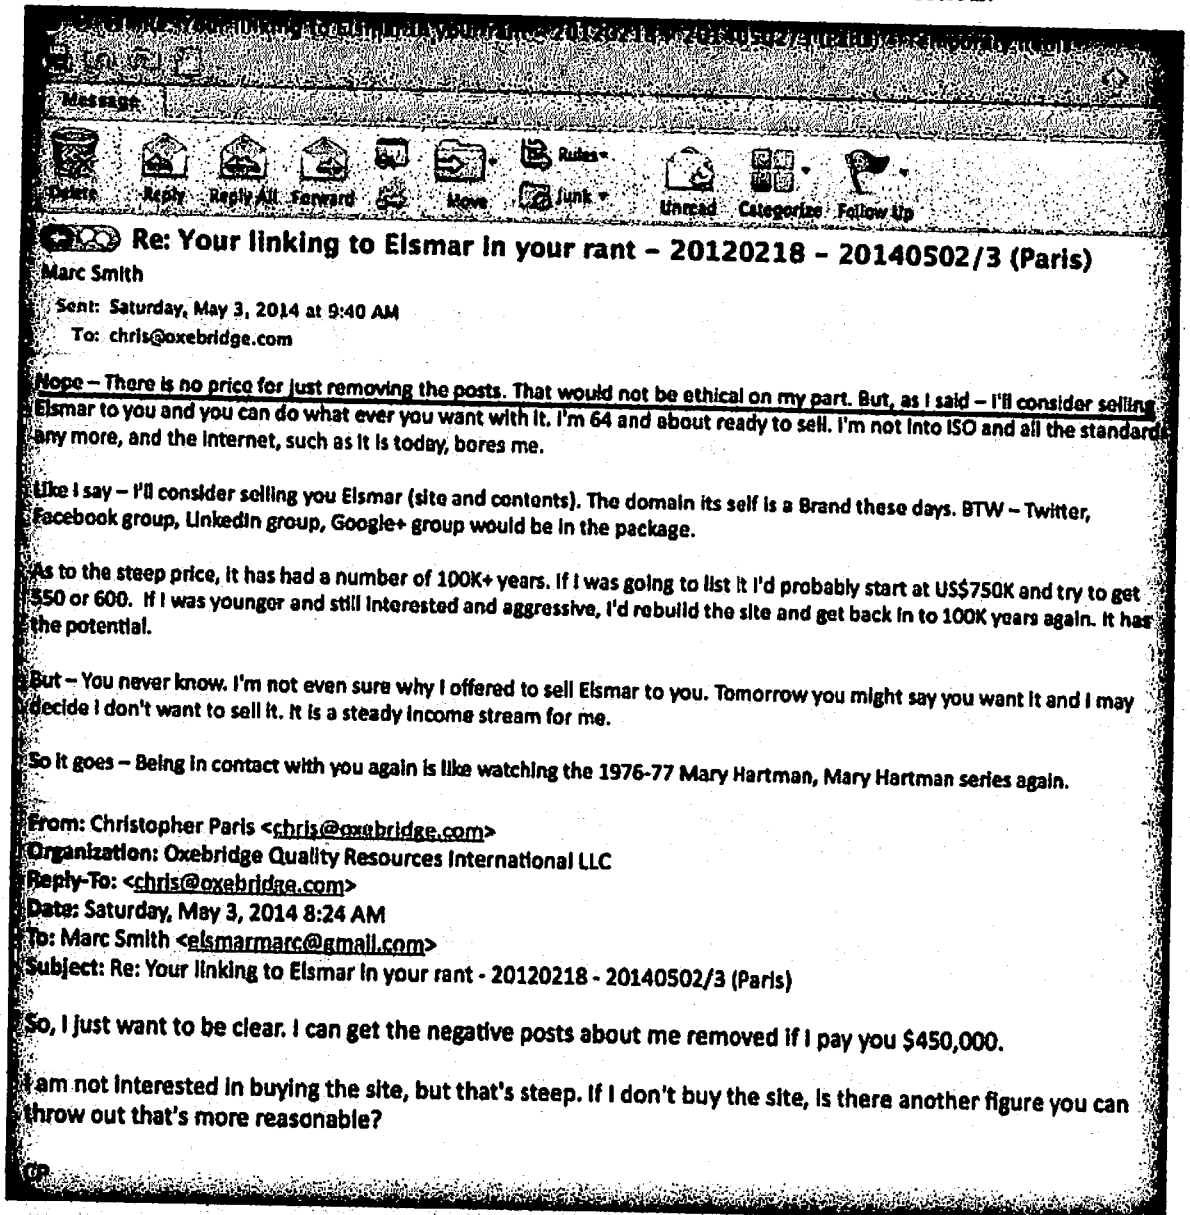 Message
Delete
Reply
Reply All
Forward
Move
Rules
Junk
Unread
Categorize
Follow Up
Re: Your linking to Elsmar in your rant – 20120218 – 20140502/3 (Paris)
Marc Smith
Sent: Saturday, May 3, 2014 at 9:40 AM
To: chris@oxebridge.com
Nope – There is no price for just removing the posts. That would not be ethical on my part. But, as I said – I'll consider selling
Elsmar to you and you can do what ever you want with it. I'm 64 and about ready to sell. I'm not into ISO and all the standards
any more, and the internet, such as it is today, bores me.
Like I say – I'll consider selling you Elsmar (site and contents). The domain its self is a Brand these days. BTW – Twitter,
Facebook group, LinkedIn group, Google+ group would be in the package.
As to the steep price, it has had a number of 100K+ years. If I was going to list it I'd probably start at US$750K and try to get
550 or 600. If I was younger and still interested and aggressive, I'd rebuild the site and get back in to 100K years again. It has
the potential.
But – You never know. I'm not even sure why I offered to sell Elsmar to you. Tomorrow you might say you want it and I may
decide I don't want to sell it. It is a steady income stream for me.
So it goes – Being in contact with you again is like watching the 1976-77 Mary Hartman, Mary Hartman series again.
From: Christopher Paris <chris@oxebridge.com>
Organization: Oxebridge Quality Resources International LLC
Reply-To: <chris@oxebridge.com>
Date: Saturday, May 3, 2014 8:24 AM
To: Marc Smith <elsmarmarc@gmail.com>
Subject: Re: Your linking to Elsmar in your rant - 20120218 - 20140502/3 (Paris)
So, I just want to be clear. I can get the negative posts about me removed if I pay you $450,000.
I am not interested in buying the site, but that's steep. If I don't buy the site, is there another figure you can
throw out that's more reasonable?
CP